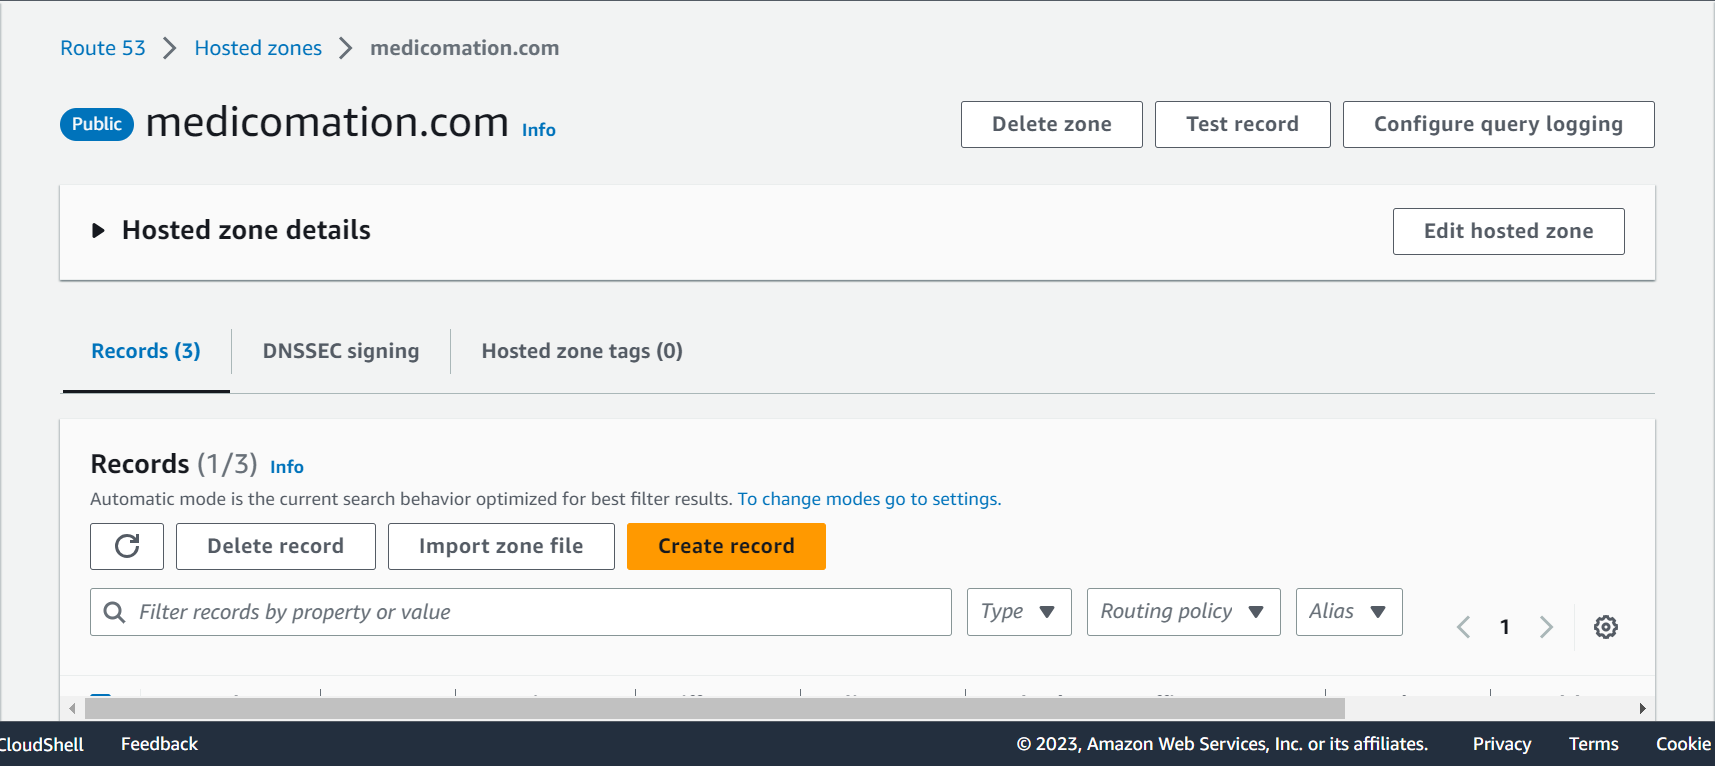 Route 53 Hosted zones medicomation.com
Public medicomation.com Info Delete zone Test record Configure query logging
Hosted zone details Edit hosted zone
Records (3) DNSSEC signing Hosted zone tags (0)
Records (1/3) Info
Automatic mode is the current search behavior optimized for best filter results. To change modes go to settings.
Delete record Import zone file Create record
Filter records by property or value Type Routing policy Alias 1
CloudShell Feedback © 2023, Amazon Web Services, Inc. or its affiliates. Privacy Terms Cookie